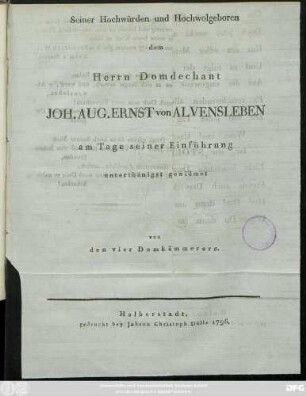 Seiner Hochwürden und Hochwolgeboren
dem
Herrn Domdechant
JOH. AUG. ERNST von ALVENSLEBEN
am Tage seiner Einführung
unterthänigst gewidmet
von
den vier Domkämmerern.
Halberstadt,
gedruckt bey Johann Christoph Dölle 1796.